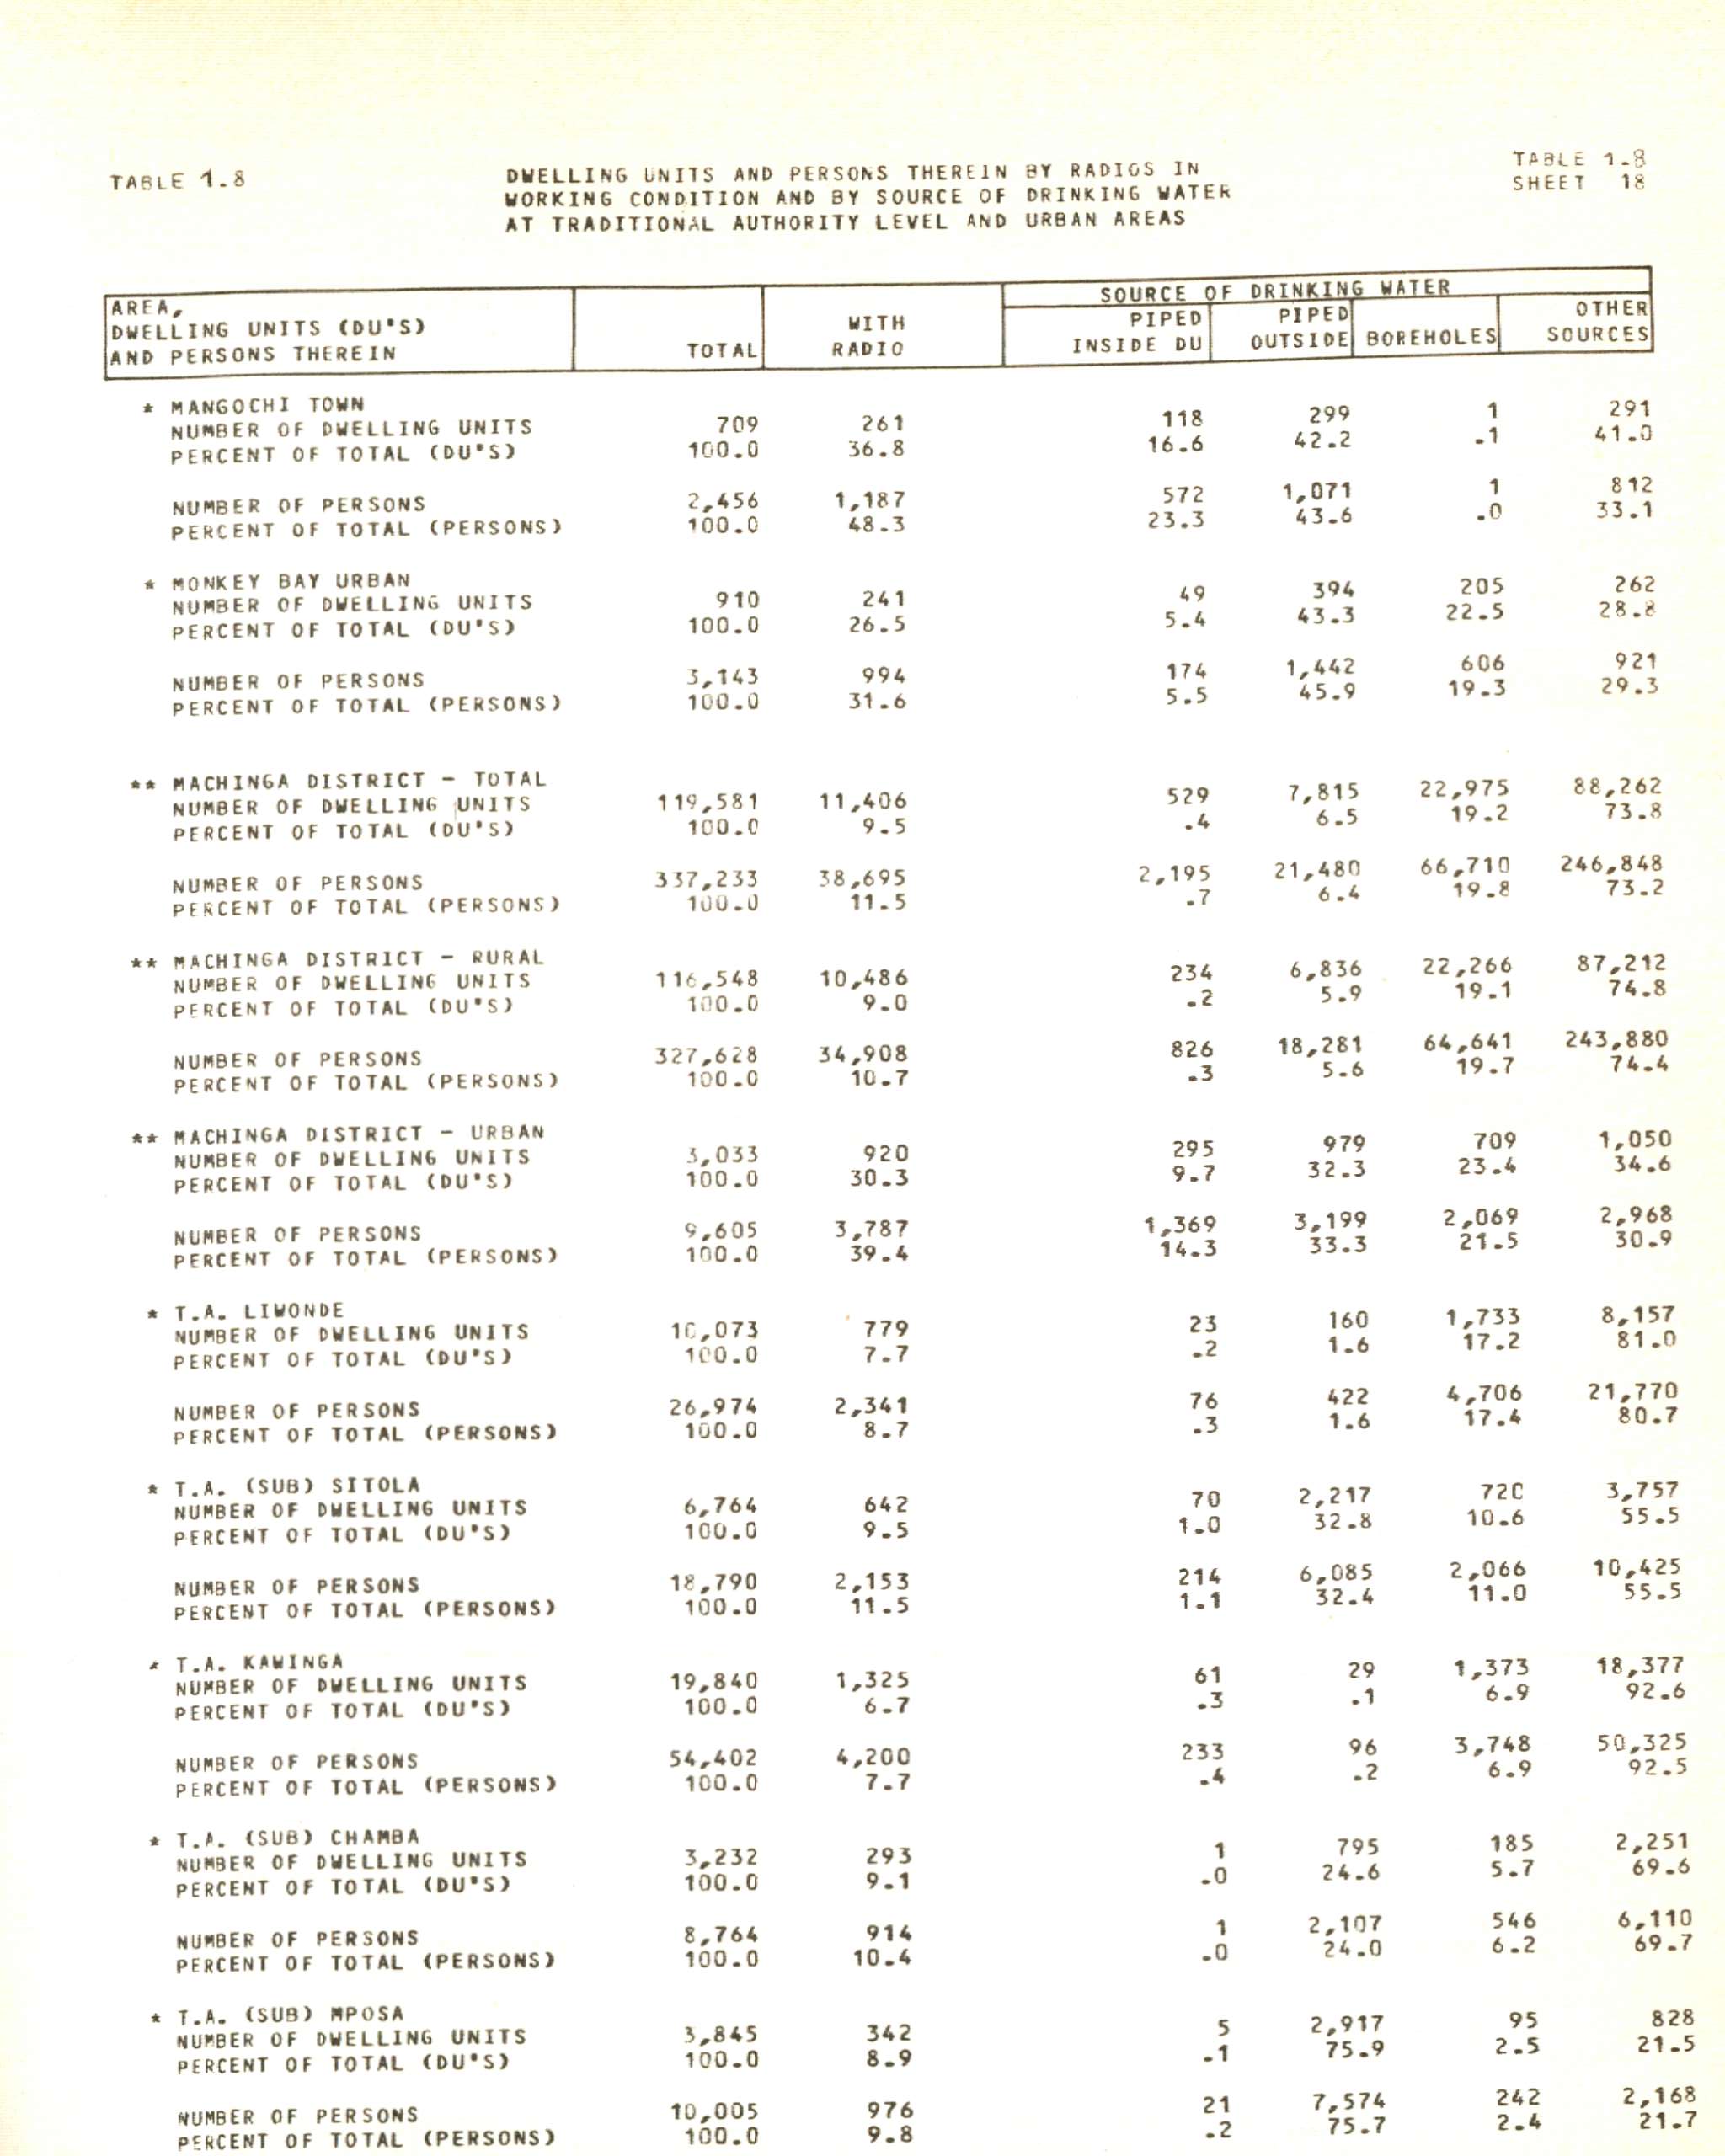 TABLE 1.8
DWELLING UNITS AND PERSONS THEREIN BY RADIOS IN
WORKING CONDITION AND BY SOURCE OF DRINKING WATER
AT TRADITIONAL AUTHORITY LEVEL AND URBAN AREAS
TABLE 1.8
SHEET 18
AREA,
DWELLING UNITS (DU'S)
AND PERSONS THEREIN
TOTAL
WITH
RADIO
SOURCE OF DRINKING WATER
PIPED
INSIDE DU
PIPED
OUTSIDE
BOREHOLES
OTHER
SOURCES
* MANGOCHI TOWN
NUMBER OF DWELLING UNITS 709 261 118 299 1 291
PERCENT OF TOTAL (DU'S) 100.0 36.8 16.6 42.2 .1 41.0
NUMBER OF PERSONS 2,456 1,187 572 1,071 1 812
PERCENT OF TOTAL (PERSONS) 100.0 48.3 23.3 43.6 .0 33.1
* MONKEY BAY URBAN
NUMBER OF DWELLING UNITS 910 241 49 394 205 262
PERCENT OF TOTAL (DU'S) 100.0 26.5 5.4 43.3 22.5 28.8
NUMBER OF PERSONS 3,143 994 174 1,442 606 921
PERCENT OF TOTAL (PERSONS) 100.0 31.6 5.5 45.9 19.3 29.3
** MACHINGA DISTRICT - TOTAL
NUMBER OF DWELLING UNITS 119,581 11,406 529 7,815 22,975 88,262
PERCENT OF TOTAL (DU'S) 100.0 9.5 .4 6.5 19.2 73.8
NUMBER OF PERSONS 337,233 38,695 2,195 21,480 66,710 246,848
PERCENT OF TOTAL (PERSONS) 100.0 11.5 .7 6.4 19.8 73.2
** MACHINGA DISTRICT - RURAL
NUMBER OF DWELLING UNITS 116,548 10,486 234 6,836 22,266 87,212
PERCENT OF TOTAL (DU'S) 100.0 9.0 .2 5.9 19.1 74.8
NUMBER OF PERSONS 327,628 34,908 826 18,281 64,641 243,880
PERCENT OF TOTAL (PERSONS) 100.0 10.7 .3 5.6 19.7 74.4
** MACHINGA DISTRICT - URBAN
NUMBER OF DWELLING UNITS 3,033 920 295 979 709 1,050
PERCENT OF TOTAL (DU'S) 100.0 30.3 9.7 32.3 23.4 34.6
NUMBER OF PERSONS 9,605 3,787 1,369 3,199 2,069 2,968
PERCENT OF TOTAL (PERSONS) 100.0 39.4 14.3 33.3 21.5 30.9
* T.A. LIWONDE
NUMBER OF DWELLING UNITS 10,073 779 23 160 1,733 8,157
PERCENT OF TOTAL (DU'S) 100.0 7.7 .2 1.6 17.2 81.0
NUMBER OF PERSONS 26,974 2,341 76 422 4,706 21,770
PERCENT OF TOTAL (PERSONS) 100.0 8.7 .3 1.6 17.4 80.7
* T.A. (SUB) SITOLA
NUMBER OF DWELLING UNITS 6,764 642 70 2,217 720 3,757
PERCENT OF TOTAL (DU'S) 100.0 9.5 1.0 32.8 10.6 55.5
NUMBER OF PERSONS 18,790 2,153 214 6,085 2,066 10,425
PERCENT OF TOTAL (PERSONS) 100.0 11.5 1.1 32.4 11.0 55.5
* T.A. KAWINGA
NUMBER OF DWELLING UNITS 19,840 1,325 61 29 1,373 18,377
PERCENT OF TOTAL (DU'S) 100.0 6.7 .3 .1 6.9 92.6
NUMBER OF PERSONS 54,402 4,200 233 96 3,748 50,325
PERCENT OF TOTAL (PERSONS) 100.0 7.7 .4 .2 6.9 92.5
* T.A. (SUB) CHAMBA
NUMBER OF DWELLING UNITS 3,232 293 1 795 185 2,251
PERCENT OF TOTAL (DU'S) 100.0 9.1 .0 24.6 5.7 69.6
NUMBER OF PERSONS 8,764 914 1 2,107 546 6,110
PERCENT OF TOTAL (PERSONS) 100.0 10.4 .0 24.0 6.2 69.7
* T.A. (SUB) MPOSA
NUMBER OF DWELLING UNITS 3,845 342 5 2,917 95 828
PERCENT OF TOTAL (DU'S) 100.0 8.9 .1 75.9 2.5 21.5
NUMBER OF PERSONS 10,005 976 21 7,574 242 2,168
PERCENT OF TOTAL (PERSONS) 100.0 9.8 .2 75.7 2.4 21.7